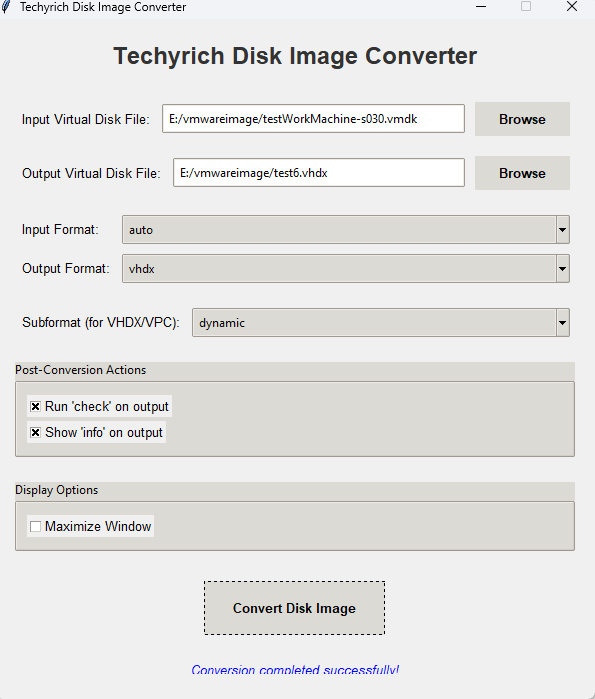 Techyrich Disk Image Converter
Techyrich Disk Image Converter
Input Virtual Disk File: E:/vmwareimage/testWorkMachine-s030.vmdk Browse
Output Virtual Disk File: E:/vmwareimage/test6.vhdx Browse
Input Format: auto
Output Format: vhdx
Subformat (for VHDX/VPC): dynamic
Post-Conversion Actions
Run 'check' on output
Show 'info' on output
Display Options
Maximize Window
Convert Disk Image
Conversion completed successfully!